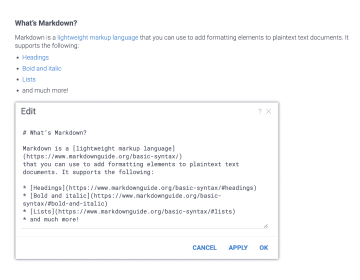 What's Markdown?
Markdown is a lightweight markup language that you can use to add formatting elements to plaintext text documents. It
supports the following:
• Headings
• Bold and italic
• Lists
• and much more!
Edit
? ×
# What's Markdown?
Markdown is a [lightweight markup language]
(https://www.markdownguide.org/basic-syntax/)
that you can use to add formatting elements to plaintext text
documents. It supports the following:
* [Headings](https://www.markdownguide.org/basic-syntax/#headings)
* [Bold and italic](https://www.markdownguide.org/basic-
syntax/#bold-and-italic)
* [Lists](https://www.markdownguide.org/basic-syntax/#lists)
* and much more!
CANCEL APPLY OK